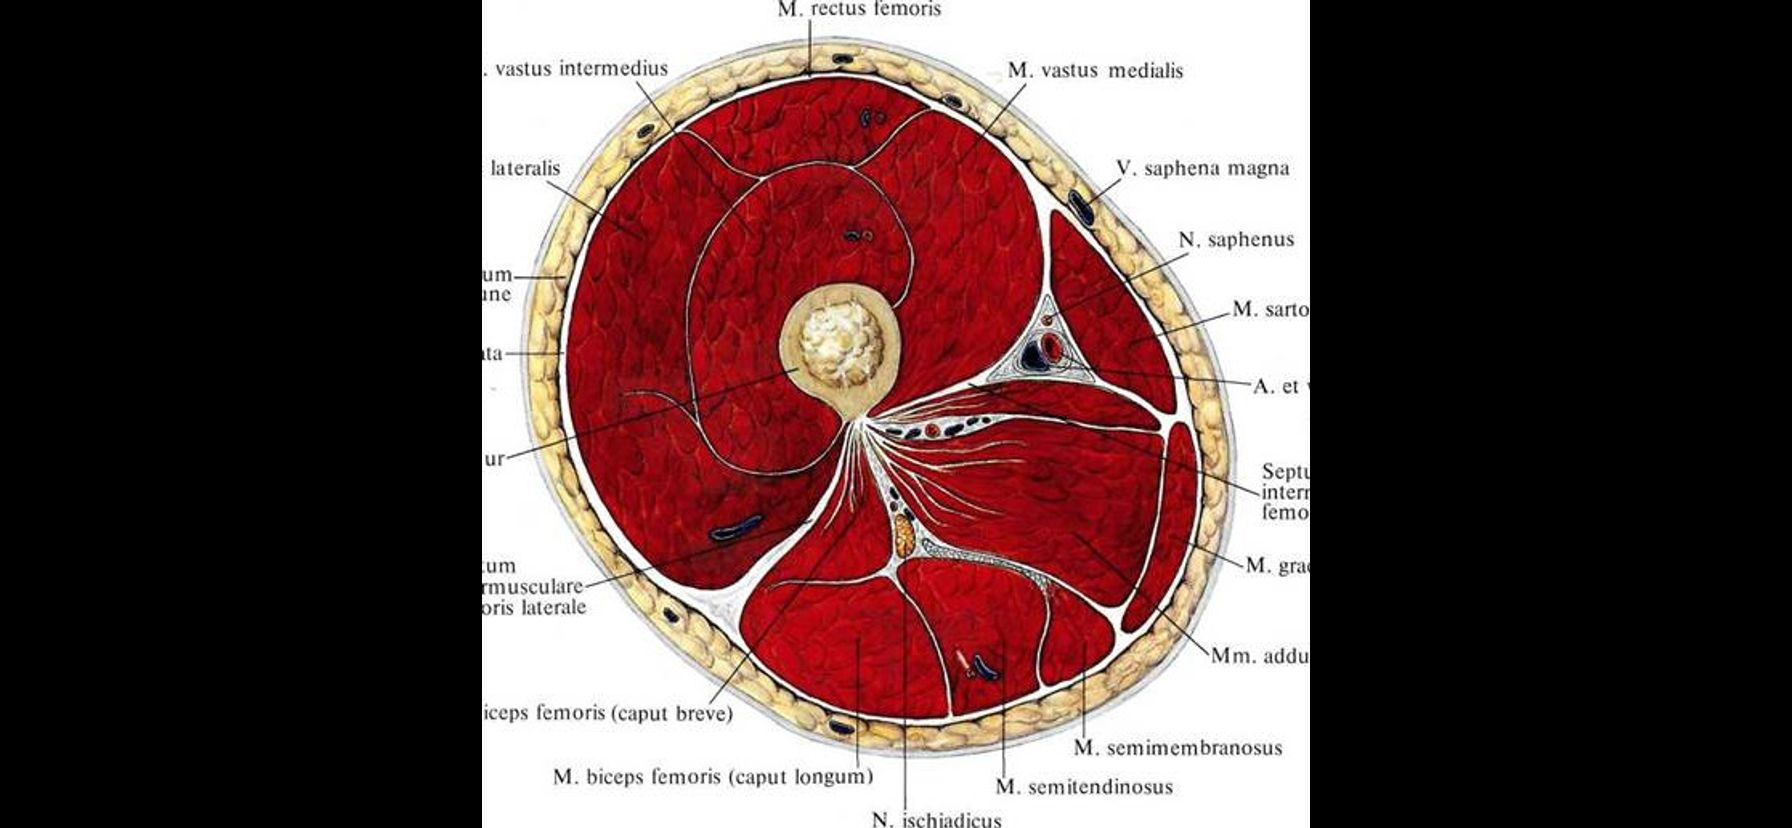 M. rectus femoris
. vastus intermedius
M. vastus medialis
lateralis
V. saphena magna
N. saphenus
um
une
M. sarto
ata
A. et
ur
Septu
interr
femo
tum
rmusculare
oris laterale
M. grac
Mm. addu
iceps femoris (caput breve)
M. semimembranosus
M. biceps femoris (caput longum)
M. semitendinosus
N. ischiadicus